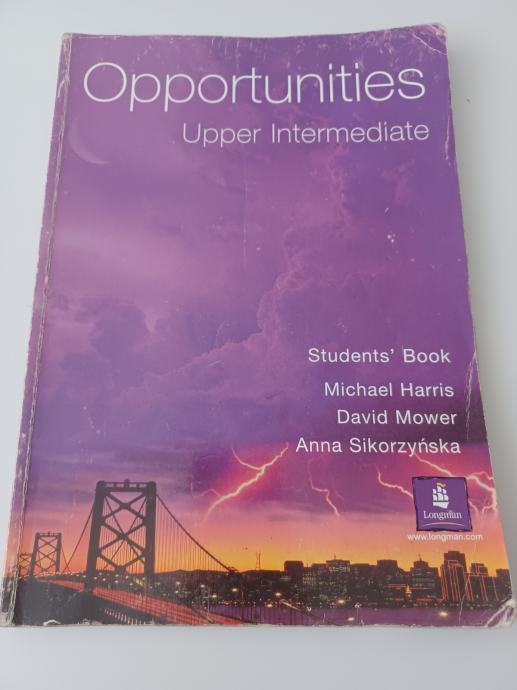 Opportunities
Upper Intermediate
Students' Book
Michael Harris
David Mower
Anna Sikorzyńska
Longman
www.longman.com